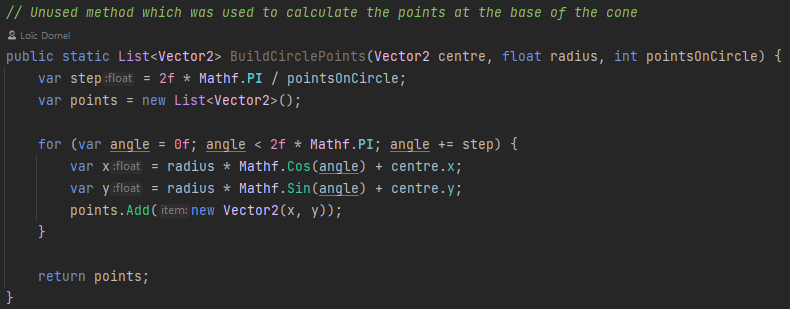 // Unused method which was used to calculate the points at the base of the cone
Loïc Dornel
public static List<Vector2> BuildCirclePoints(Vector2 centre, float radius, int pointsOnCircle) {
var step :float = 2f * Mathf.PI / pointsOnCircle;
var points = new List<Vector2>();
for (var angle = 0f; angle < 2f * Mathf.PI; angle += step) {
var x :float = radius * Mathf.Cos(angle) + centre.x;
var y :float = radius * Mathf.Sin(angle) + centre.y;
points.Add( item: new Vector2(x, y));
}
return points;
}